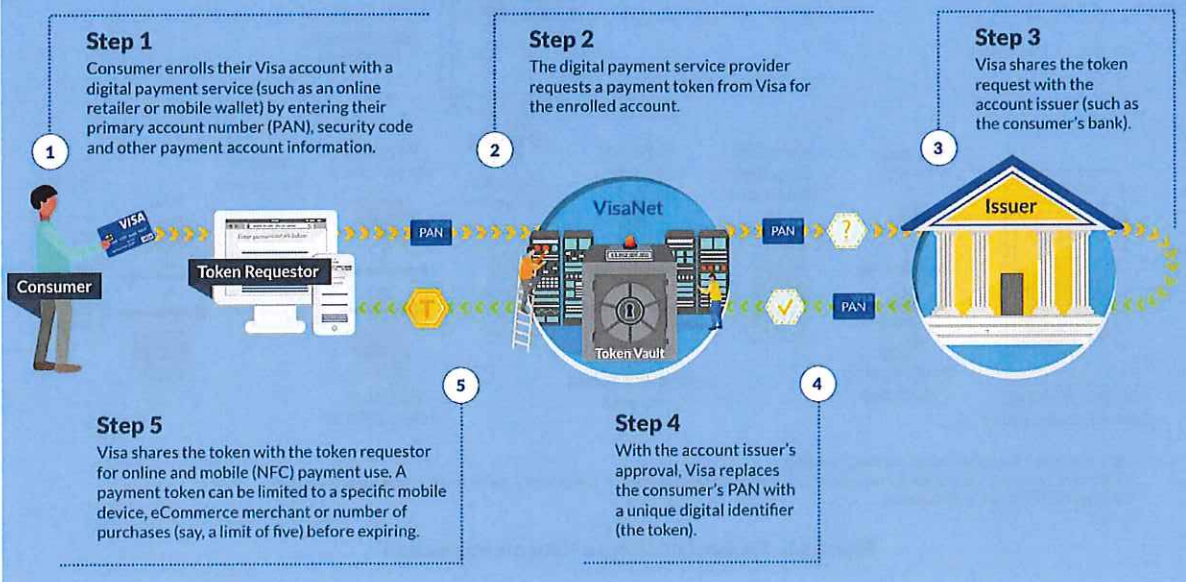 Step 1
Consumer enrolls their Visa account with a
digital payment service (such as an online
retailer or mobile wallet) by entering their
primary account number (PAN), security code
and other payment account information.
1
Step 2
The digital payment service provider
requests a payment token from Visa for
the enrolled account.
2
Step 3
Visa shares the token
request with the
account issuer (such as
the consumer's bank).
3
VISA
Consumer
Token Requestor
PAN
VisaNet
PAN
?
Issuer
T
Token Vault
PAN
5
4
Step 5
Visa shares the token with the token requestor
for online and mobile (NFC) payment use. A
payment token can be limited to a specific mobile
device, eCommerce merchant or number of
purchases (say, a limit of five) before expiring.
Step 4
With the account issuer's
approval, Visa replaces
the consumer's PAN with
a unique digital identifier
(the token).